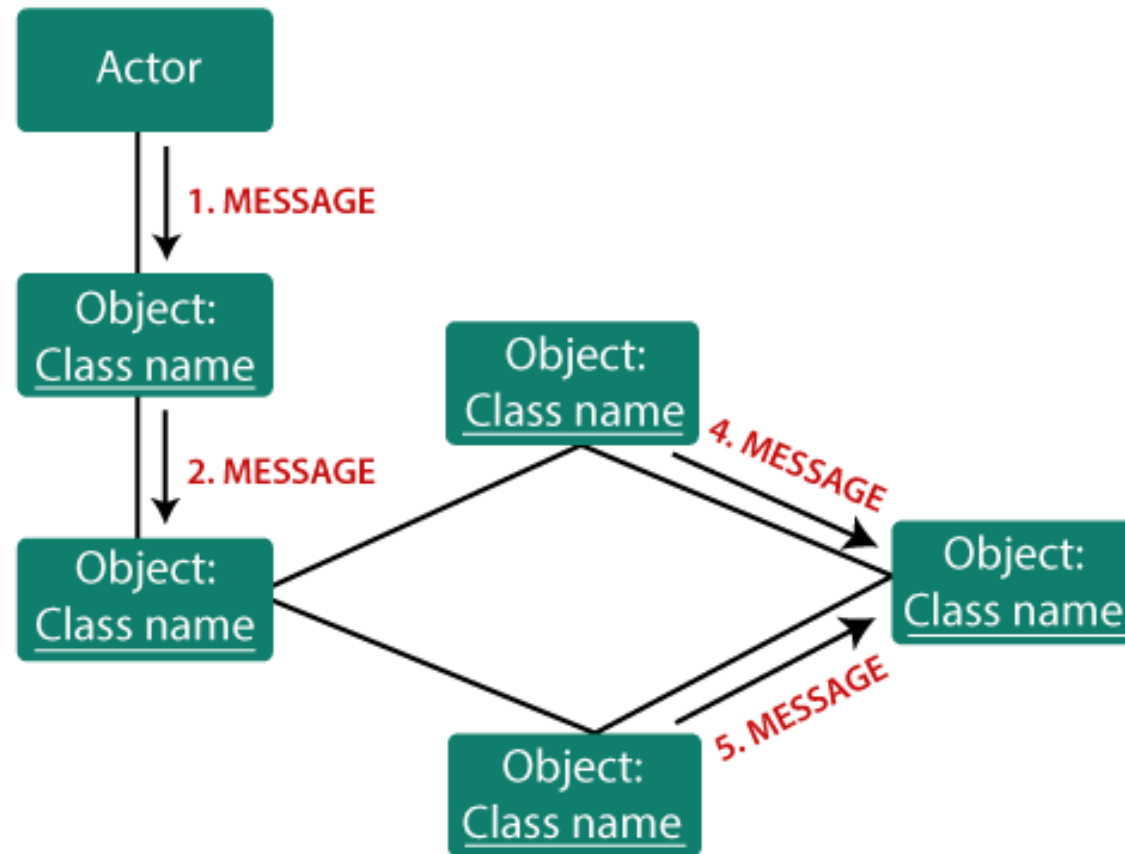 Actor
1. MESSAGE
Object:
Class name
2. MESSAGE
Object:
Class name
Object:
Class name
4. MESSAGE
Object:
Class name
5. MESSAGE
Object:
Class name